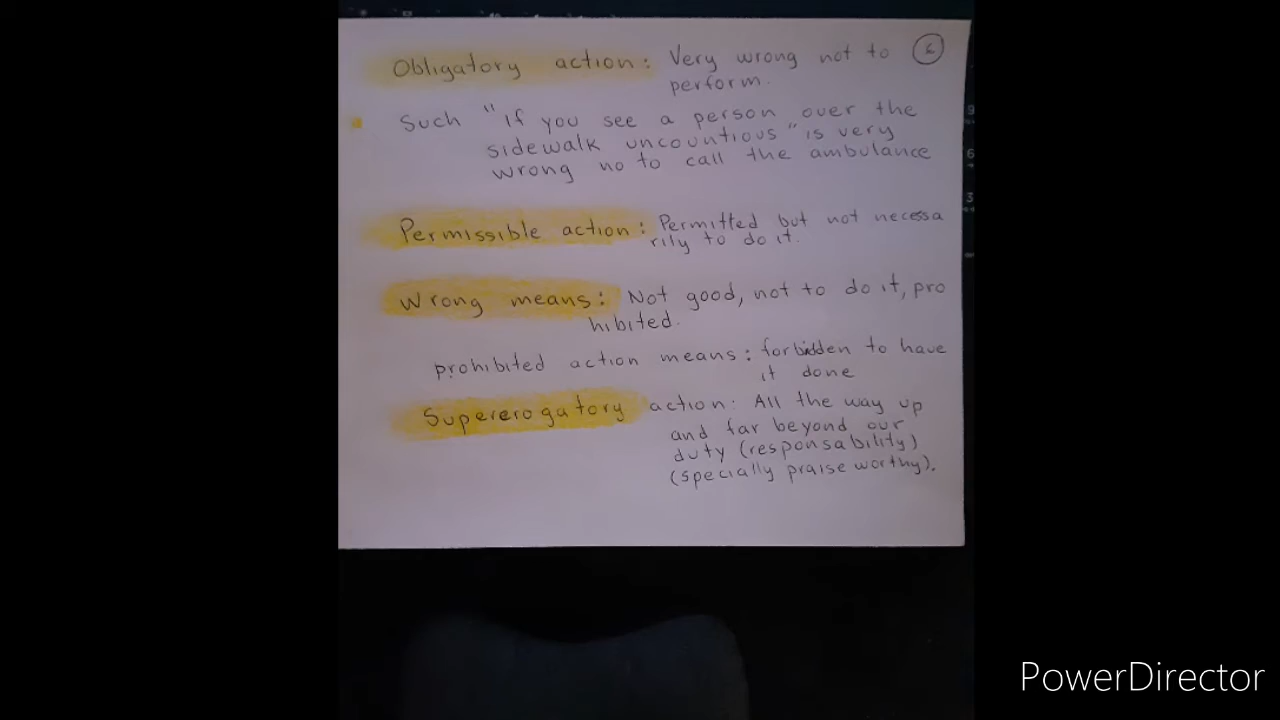 Obligatory action: Very wrong not to
perform.
Such "If you see a person over the
sidewalk uncountious" is very
wrong no to call the ambulance
Permissible action: Permitted but not necessa
rily to do it.
Wrong means: Not good, not to do it, pro
hibited.
prohibited action means: forbidden to have
it done
Supererogatory action: All the way up
and far beyond our
duty (responsability)
(specially praise worthy).
PowerDirector